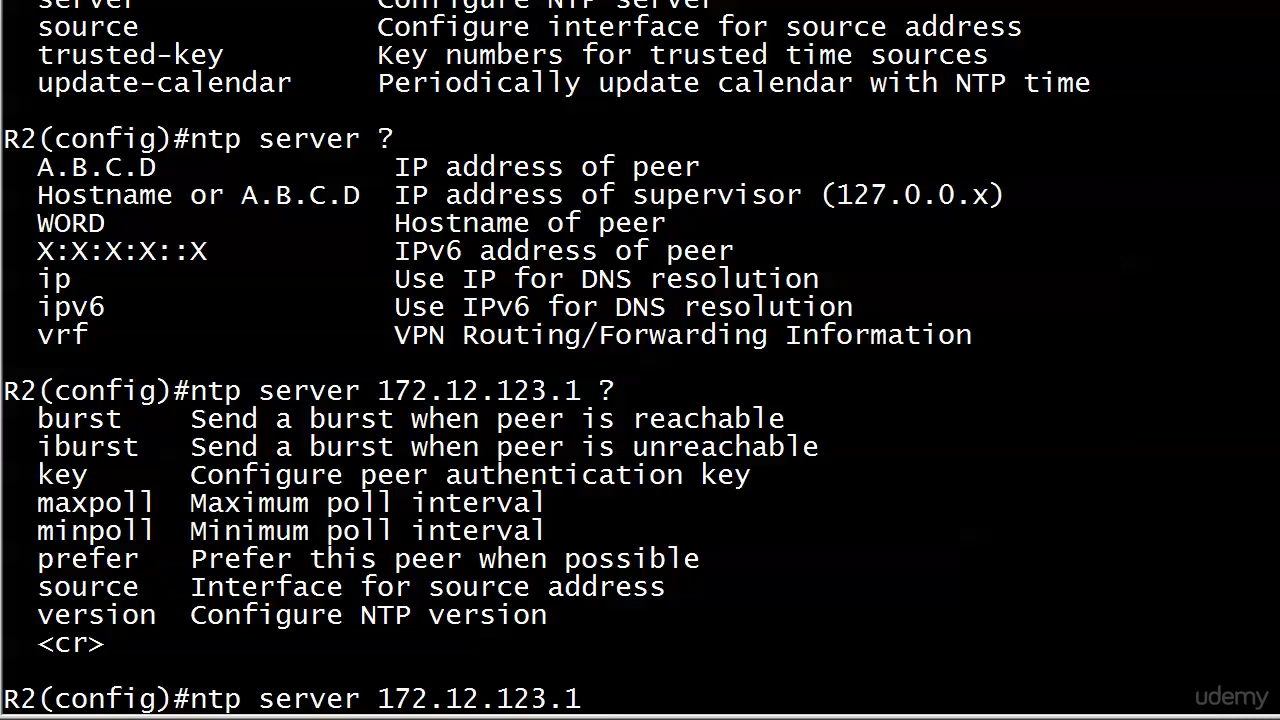 server Configure NTP server
source Configure interface for source address
trusted-key Key numbers for trusted time sources
update-calendar Periodically update calendar with NTP time
R2(config)#ntp server ?
A.B.C.D IP address of peer
Hostname or A.B.C.D IP address of supervisor (127.0.0.x)
WORD Hostname of peer
X:X:X:X::X IPv6 address of peer
ip Use IP for DNS resolution
ipv6 Use IPv6 for DNS resolution
vrf VPN Routing/Forwarding Information
R2(config)#ntp server 172.12.123.1 ?
burst Send a burst when peer is reachable
iburst Send a burst when peer is unreachable
key Configure peer authentication key
maxpoll Maximum poll interval
minpoll Minimum poll interval
prefer Prefer this peer when possible
source Interface for source address
version Configure NTP version
<cr>
R2(config)#ntp server 172.12.123.1
udemy